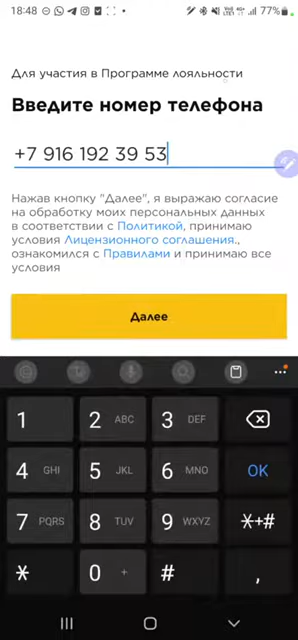 18:48
77%
Для участия в Программе лояльности
Введите номер телефона
+7 916 192 39 53
Нажав кнопку "Далее", я выражаю согласие
на обработку моих персональных данных
в соответствии с Политикой, принимаю
условия Лицензионного соглашения.,
ознакомился с Правилами и принимаю все
условия
Далее
1 2 ABC 3 DEF
4 GHI 5 JKL 6 MNO OK
7 PQRS 8 TUV 9 WXYZ *+#
* 0 + # ,